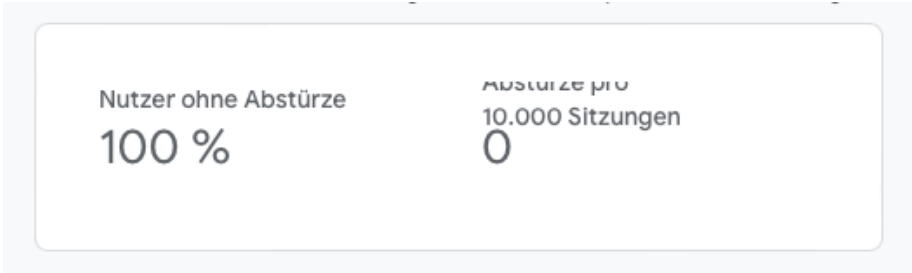 Nutzer ohne Abstürze
100 %
Abstürze pro
10.000 Sitzungen
0